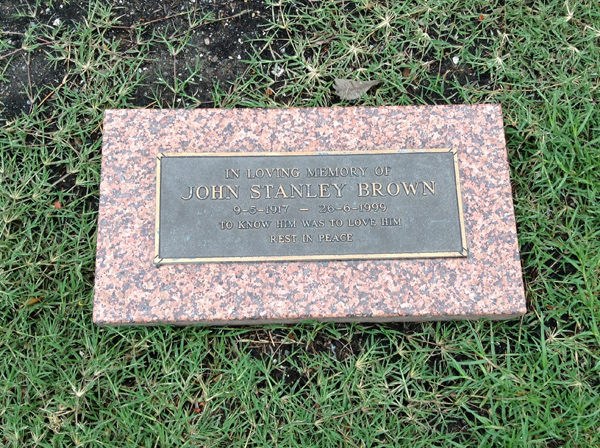 IN LOVING MEMORY OF
JOHN STANLEY BROWN
9-5-1917 — 26-6-1999
TO KNOW HIM WAS TO LOVE HIM
REST IN PEACE